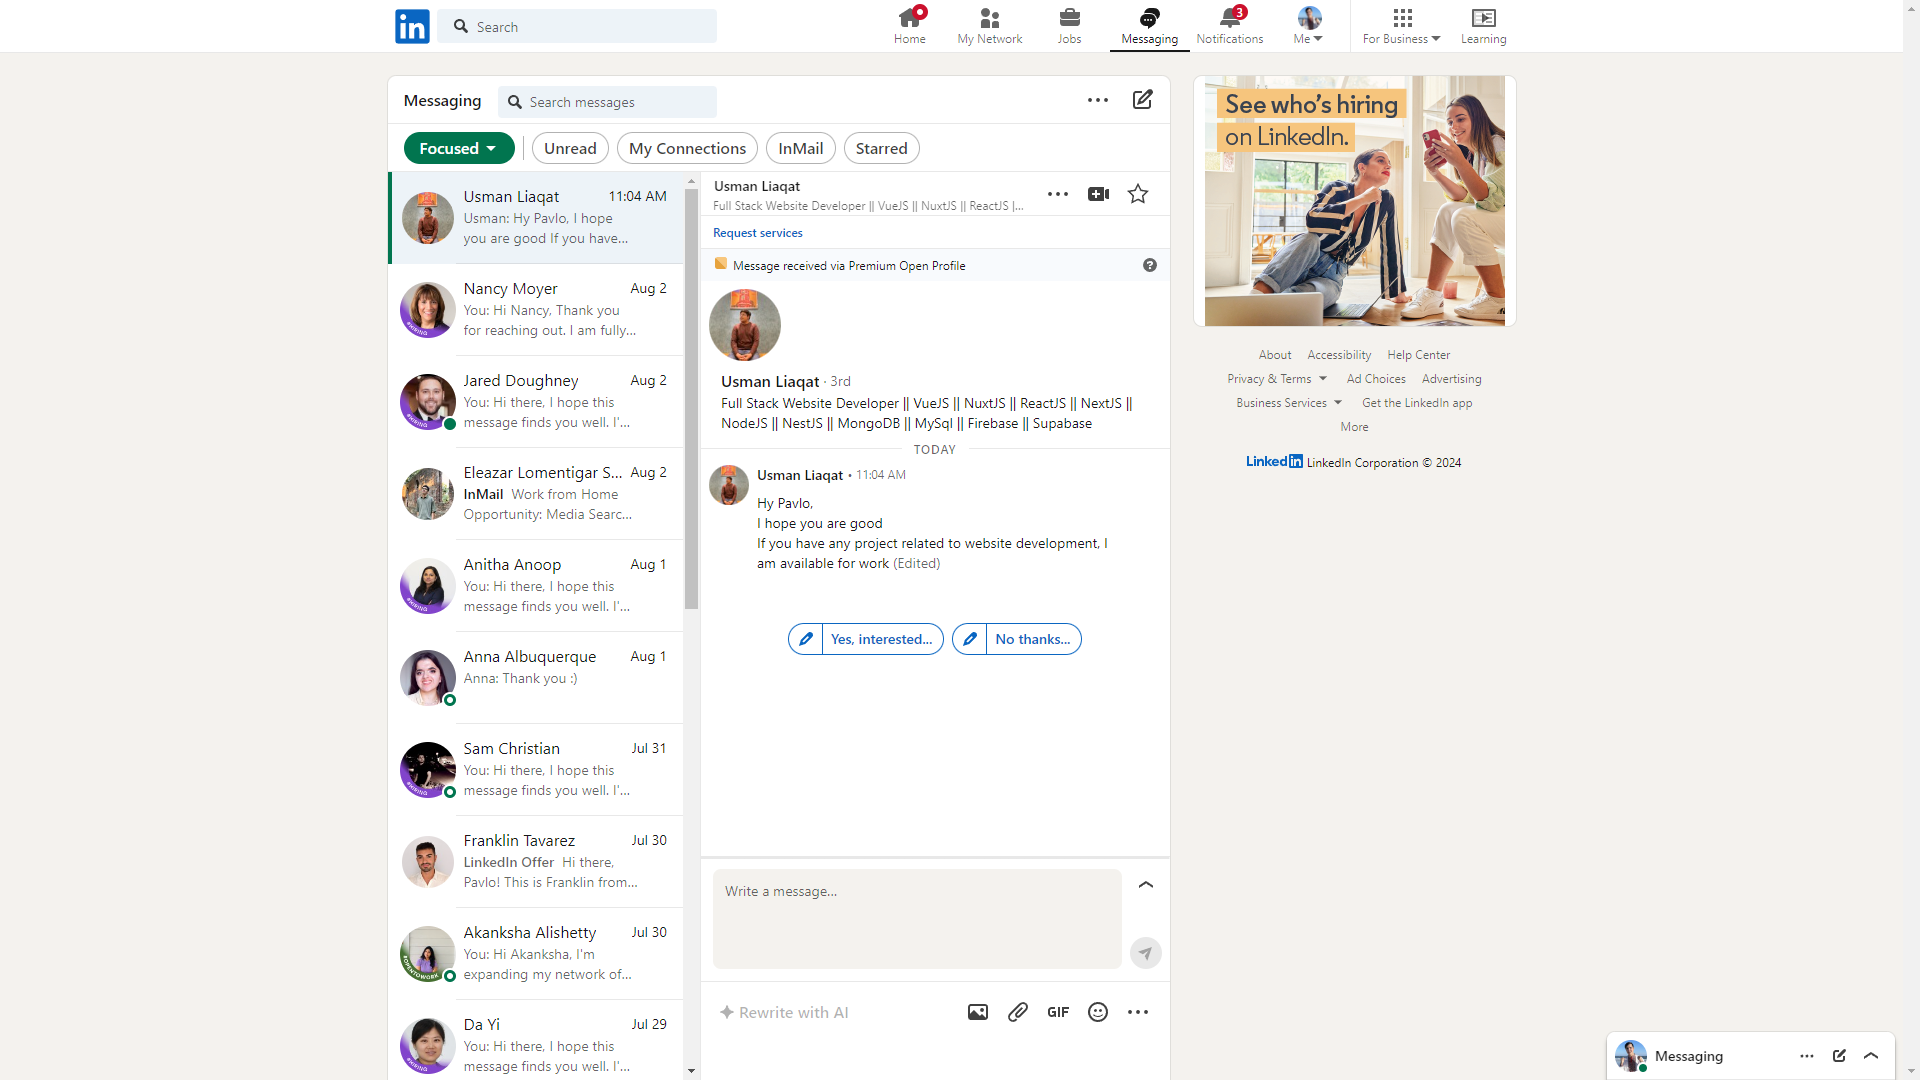 in
Search
Home
My Network
Jobs
Messaging
3
Notifications
Me
For Business
Learning
Messaging
Search messages
Focused
Unread
My Connections
InMail
Starred
Usman Liaqat 11:04 AM
Usman: Hy Pavlo, I hope
you are good If you have…
Nancy Moyer Aug 2
You: Hi Nancy, Thank you
for reaching out. I am fully…
Jared Doughney Aug 2
You: Hi there, I hope this
message finds you well. I'…
Eleazar Lomentigar S… Aug 2
InMail Work from Home
Opportunity: Media Searc…
Anitha Anoop Aug 1
You: Hi there, I hope this
message finds you well. I'…
Anna Albuquerque Aug 1
Anna: Thank you :)
Sam Christian Jul 31
You: Hi there, I hope this
message finds you well. I'…
Franklin Tavarez Jul 30
LinkedIn Offer Hi there,
Pavlo! This is Franklin from…
#OPENTOWORK
Akanksha Alishetty Jul 30
You: Hi Akanksha, I'm
expanding my network of…
Da Yi Jul 29
You: Hi there, I hope this
message finds you well. I'…
Usman Liaqat
Full Stack Website Developer || VueJS || NuxtJS || ReactJS |…
Request services
Message received via Premium Open Profile
Usman Liaqat · 3rd
Full Stack Website Developer || VueJS || NuxtJS || ReactJS || NextJS ||
NodeJS || NestJS || MongoDB || MySql || Firebase || Supabase
TODAY
Usman Liaqat • 11:04 AM
Hy Pavlo,
I hope you are good
If you have any project related to website development, I
am available for work (Edited)
Yes, interested…
No thanks…
Write a message…
Rewrite with AI
GIF
See who's hiring
on LinkedIn.
About Accessibility Help Center
Privacy & Terms Ad Choices Advertising
Business Services Get the LinkedIn app
More
LinkedIn LinkedIn Corporation © 2024
Messaging